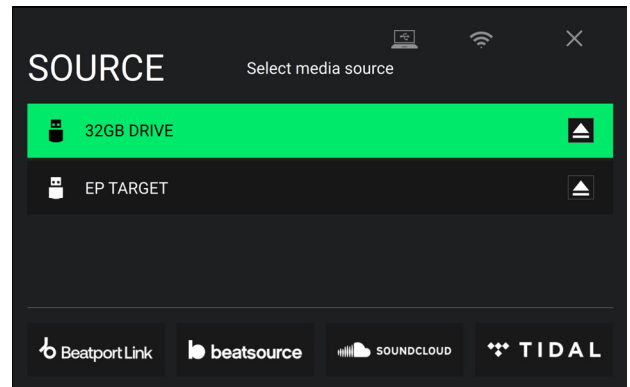 SOURCE
Select media source
32GB DRIVE
EP TARGET
Beatport Link
beatsource
SOUNDCLOUD
TIDAL